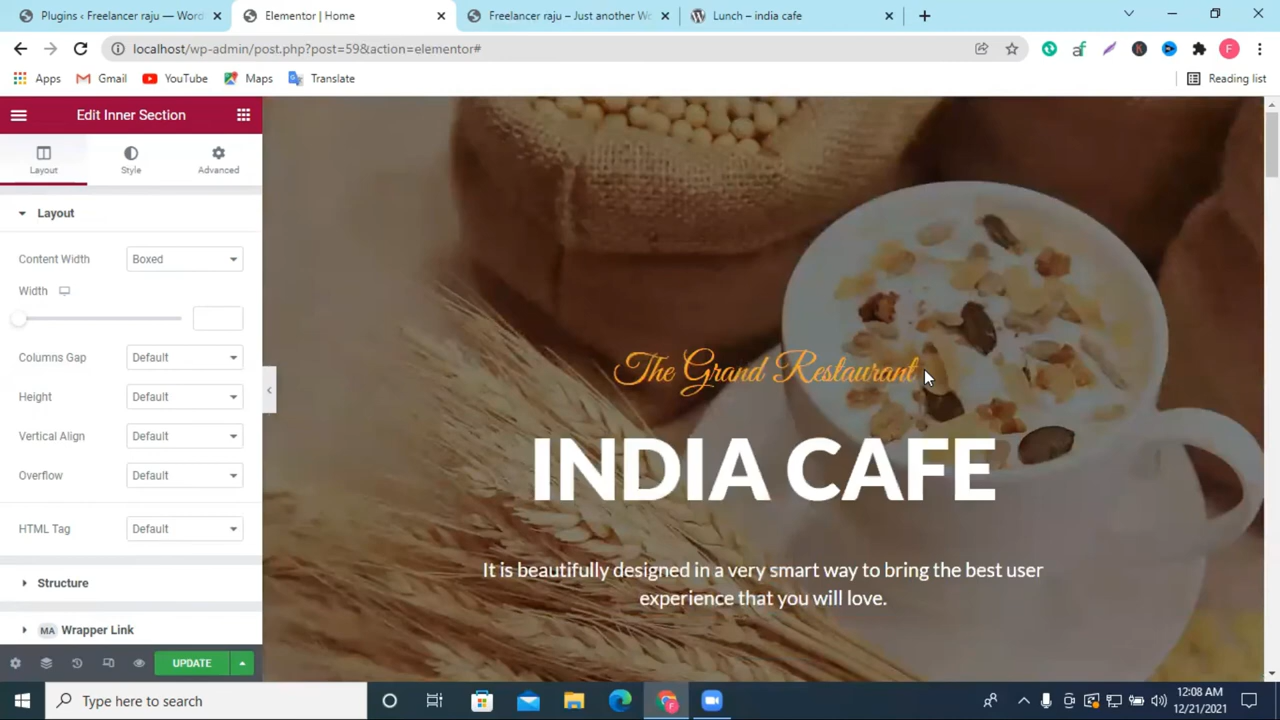 Plugins ‹ Freelancer raju — Word
Elementor | Home
Freelancer raju – Just another Wo
Lunch – india cafe
localhost/wp-admin/post.php?post=59&action=elementor#
Apps
Gmail
YouTube
Maps
Translate
Reading list
Edit Inner Section
Layout
Style
Advanced
Layout
Content Width
Boxed
Width
Columns Gap
Default
Height
Default
Vertical Align
Default
Overflow
Default
HTML Tag
Default
Structure
MA Wrapper Link
UPDATE
The Grand Restaurant
INDIA CAFE
It is beautifully designed in a very smart way to bring the best user
experience that you will love.
Type here to search
12:08 AM
12/21/2021